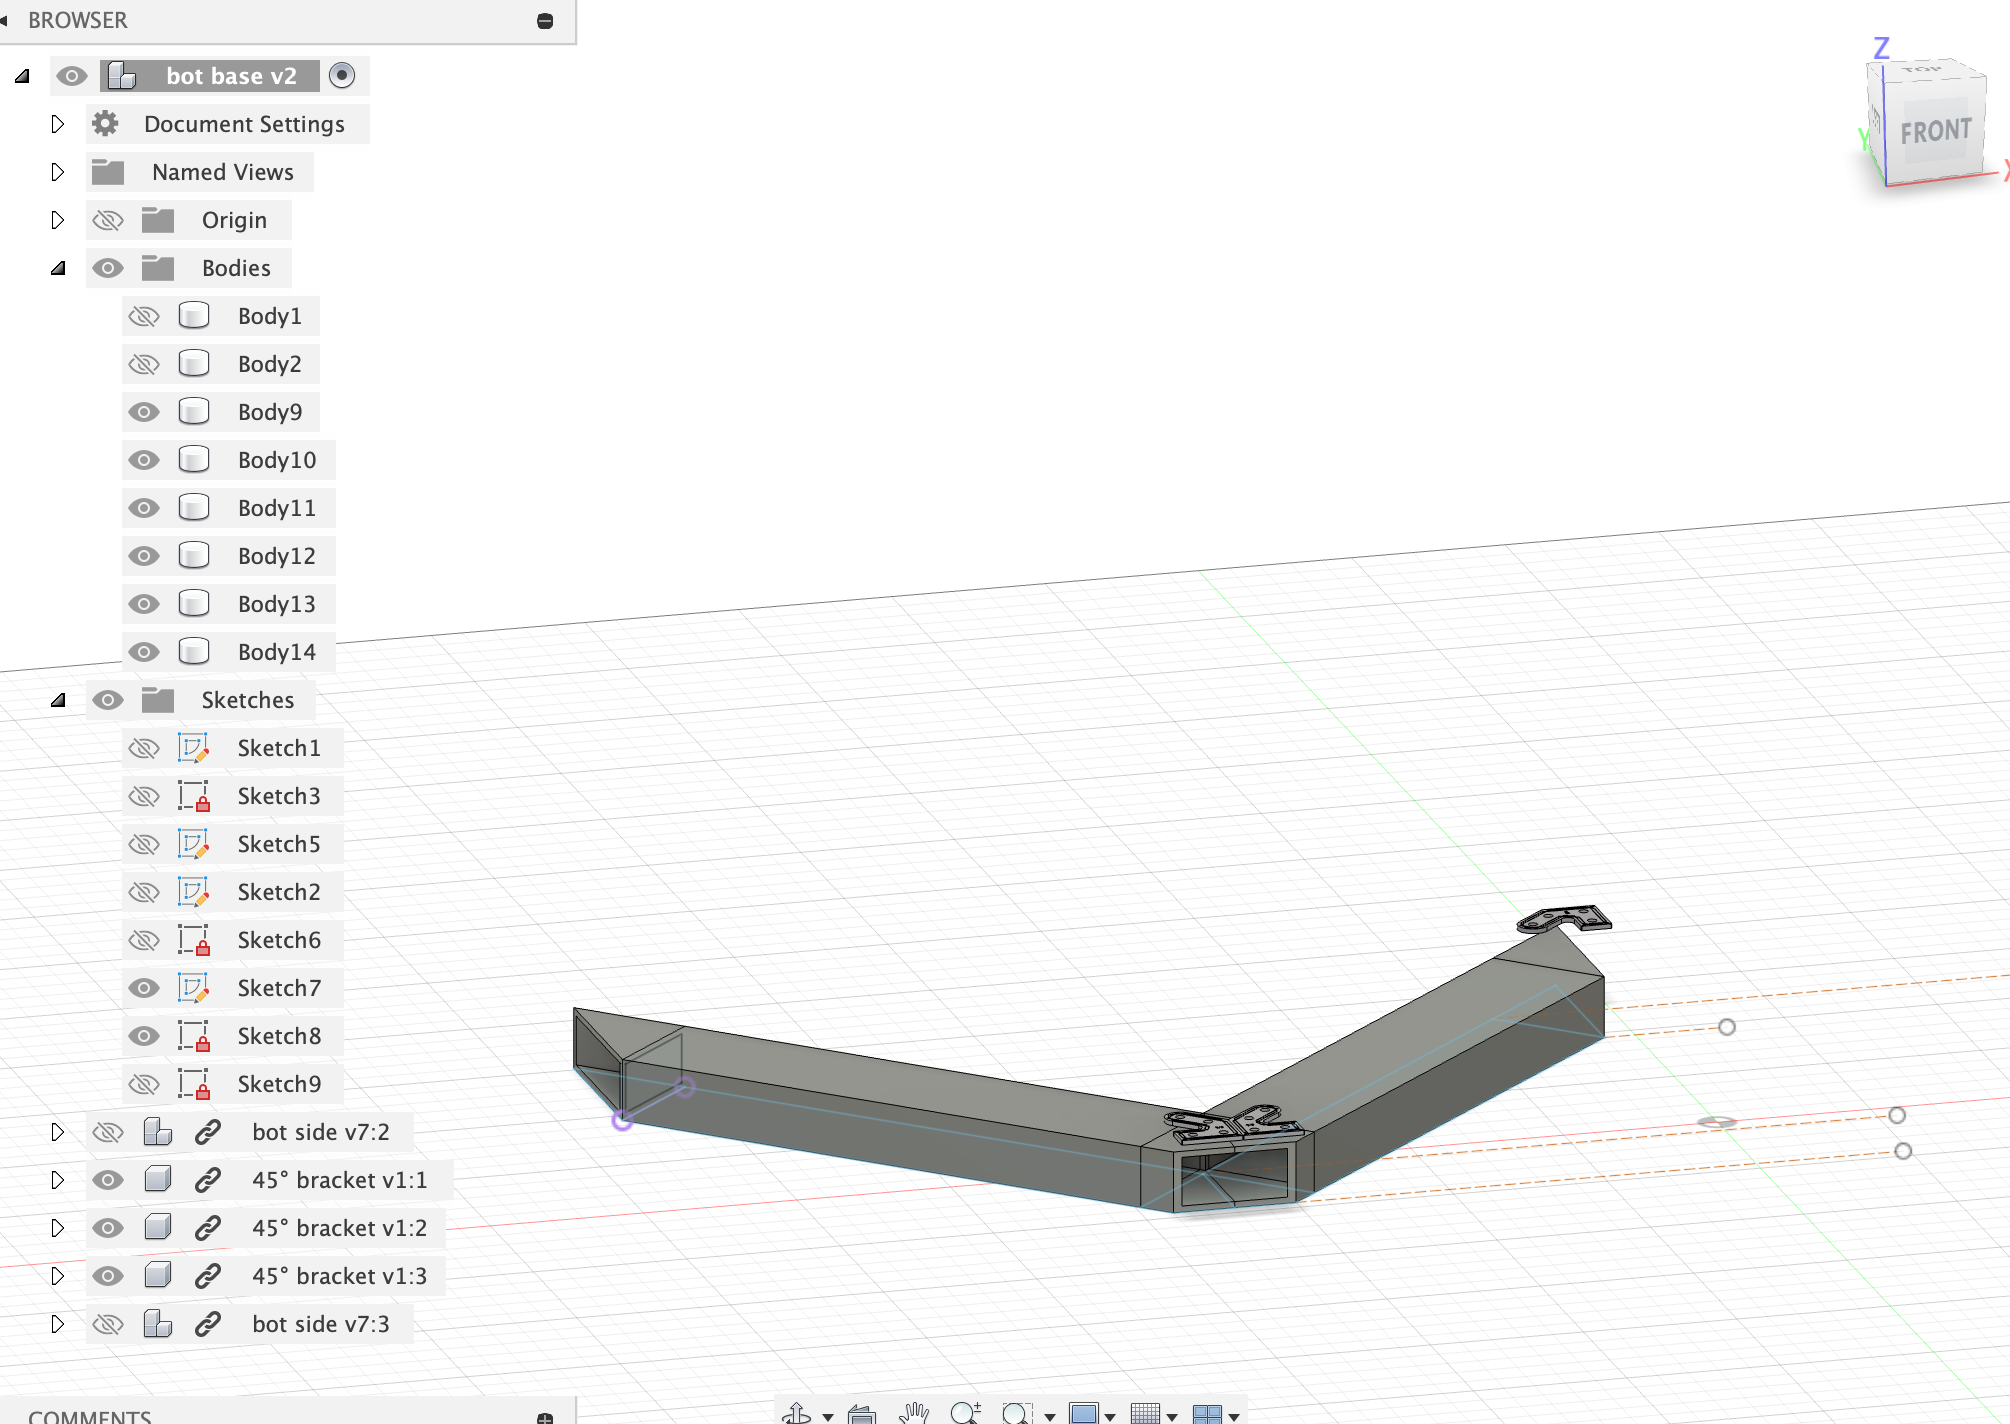 BROWSER
bot base v2
Document Settings
Named Views
Origin
Bodies
Body1
Body2
Body9
Body10
Body11
Body12
Body13
Body14
Sketches
Sketch1
Sketch3
Sketch5
Sketch2
Sketch6
Sketch7
Sketch8
Sketch9
bot side v7:2
45° bracket v1:1
45° bracket v1:2
45° bracket v1:3
bot side v7:3
COMMENTS
Z
TOP
FRONT
Y
X